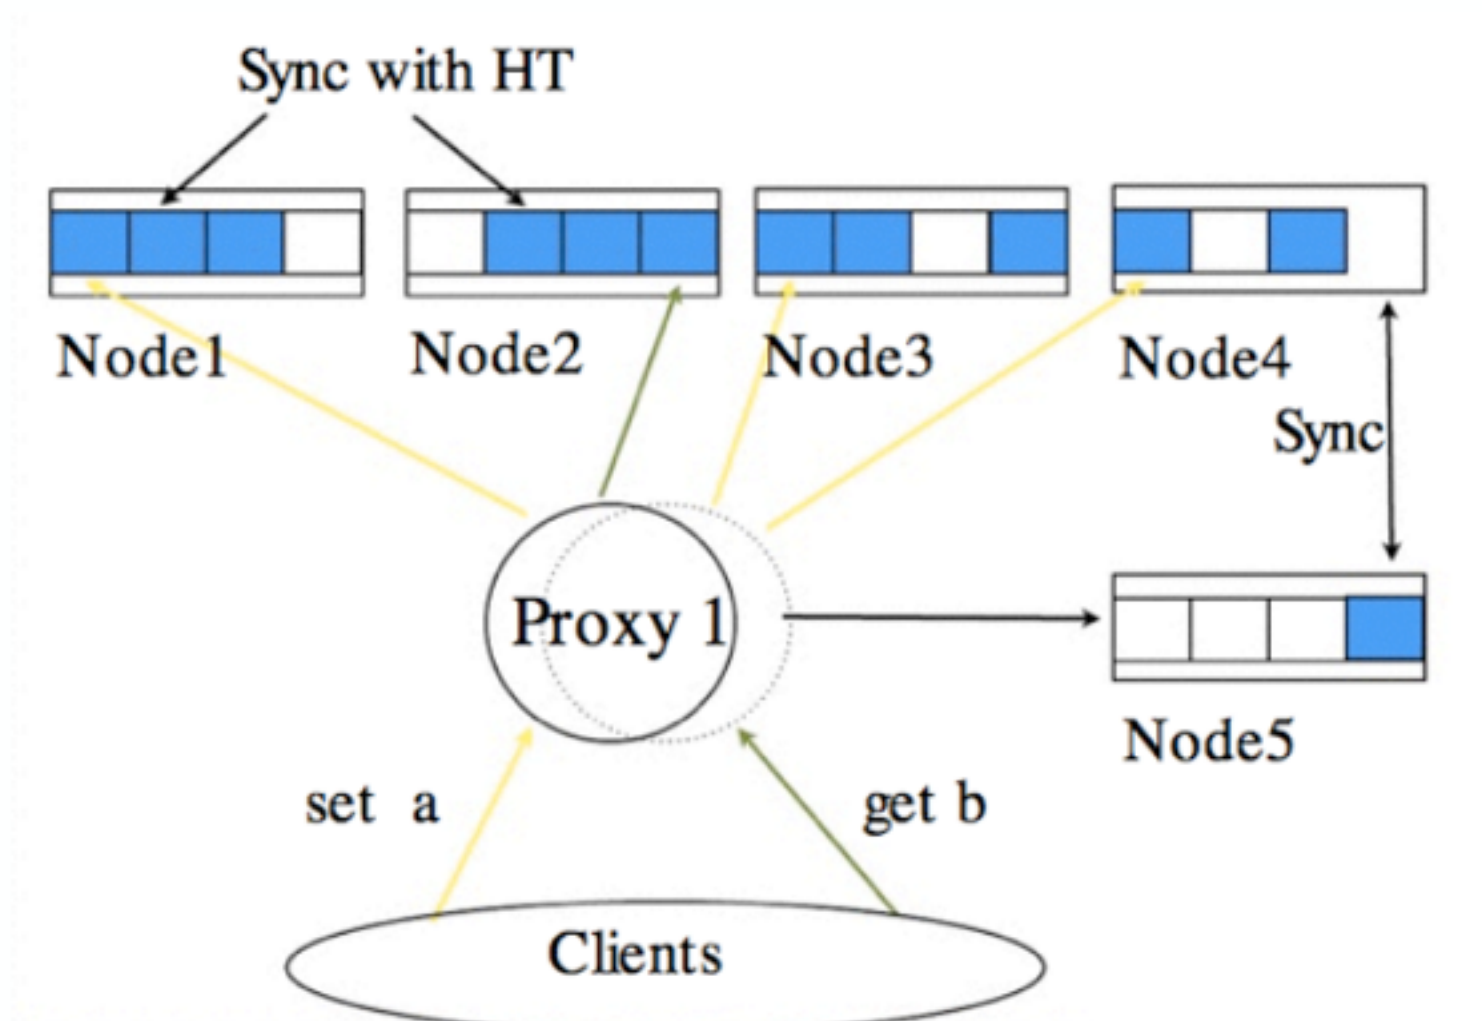 Sync with HT
Node1
Node2
Node3
Node4
Sync
Proxy 1
Node5
set a
get b
Clients